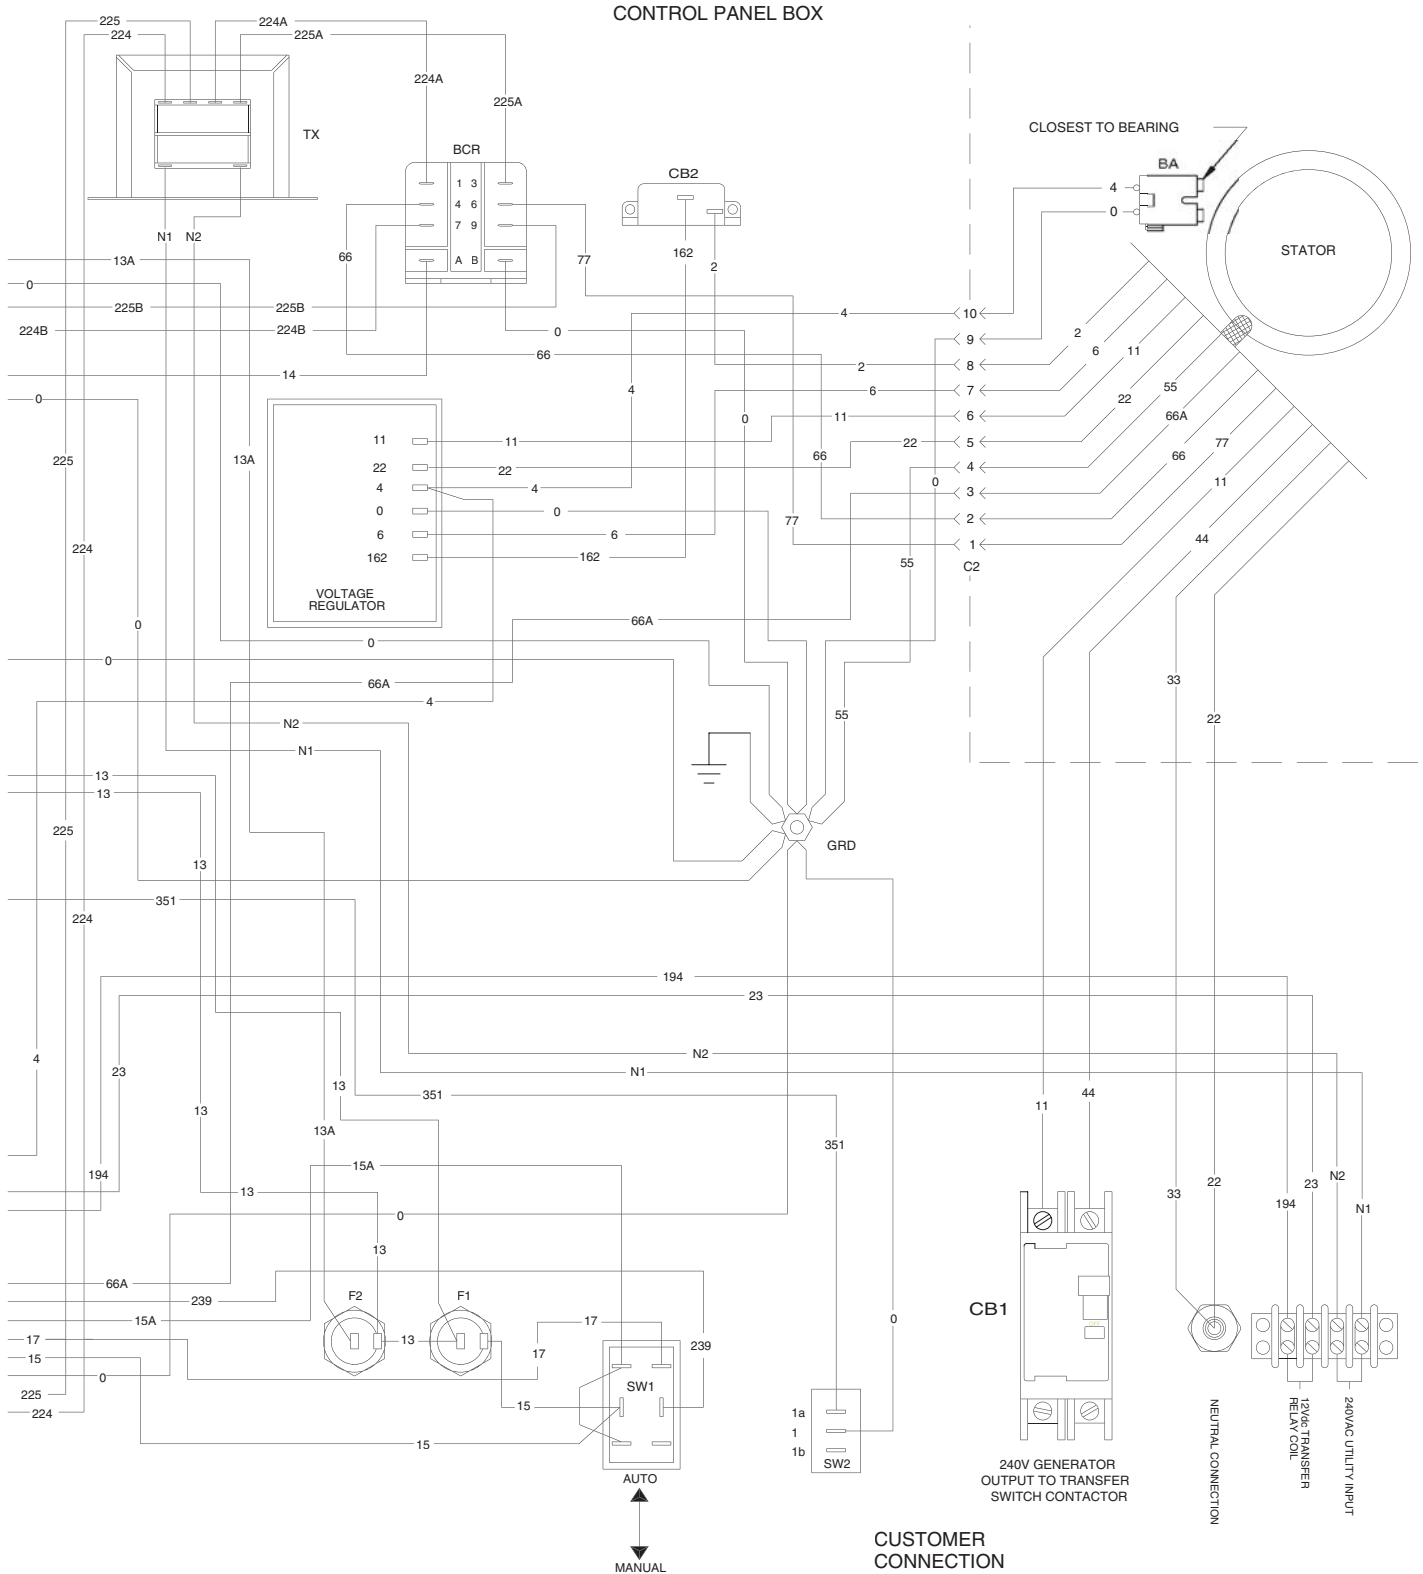 CONTROL PANEL BOX
225
224A
224
225A
224A
225A
TX
BCR
CB2
CLOSEST TO BEARING
BA
STATOR
1 3
4 6
7 9
A B
4
0
N1 N2
13A
66
77
162
2
0
225B
225B
224B
224B
0
4
10
9
8
7
6
5
4
3
2
1
C2
66
2
2
6
11
14
4
6
55
22
66A
0
11
0
66
77
11
11
11
22
225
13A
22
22
66
4
4
0
0
0
77
44
6
6
224
162
162
55
VOLTAGE
REGULATOR
0
66A
0
0
66A
33
4
55
22
N2
N1
13
13
225
GRD
13
351
224
194
23
4
N2
23
N1
13
351
44
13
11
13A
351
15A
194
N2
13
22
23
33
194
N1
0
13
66A
F2
F1
239
CB1
OFF
15A
17
0
17
13
239
17
15
0
SW1
225
15
1a
224
1
15
1b
SW2
AUTO
MANUAL
240V GENERATOR
OUTPUT TO TRANSFER
SWITCH CONTACTOR
NEUTRAL CONNECTION
12Vdc TRANSFER
RELAY COIL
240VAC UTILITY INPUT
CUSTOMER
CONNECTION